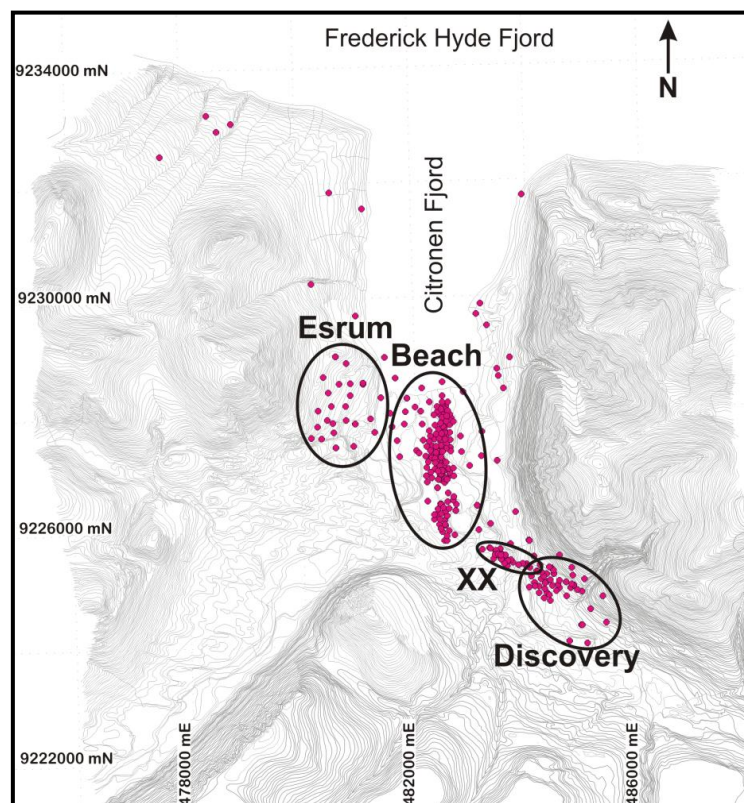 Frederick Hyde Fjord
9234000 mN
N
Citronen Fjord
9230000 mN
Esrum
Beach
9226000 mN
XX
Discovery
9222000 mN
478000 mE
482000 mE
486000 mE